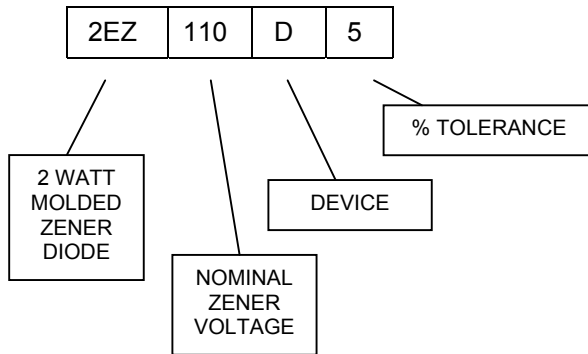 2EZ 110 D 5
% TOLERANCE
2 WATT
MOLDED
ZENER
DIODE
DEVICE
NOMINAL
ZENER
VOLTAGE